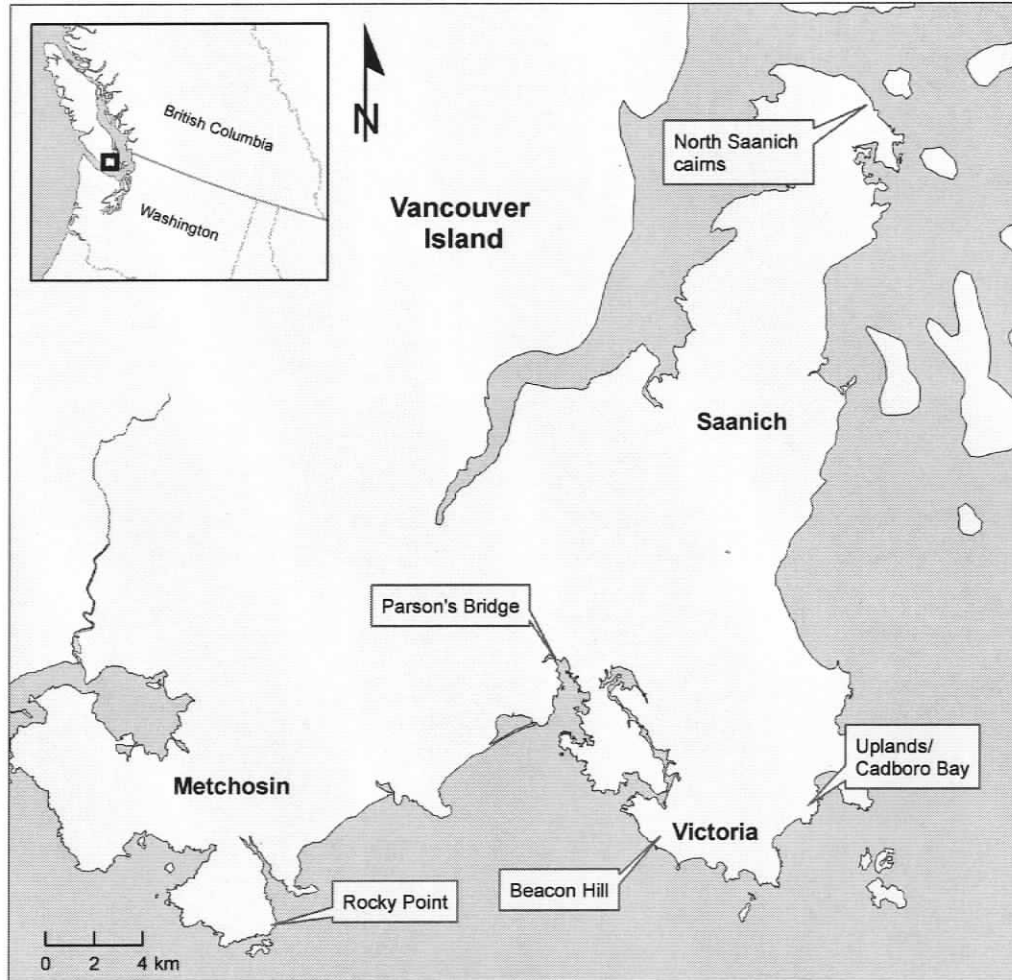 British Columbia
Washington
N
Vancouver
Island
North Saanich
cairns
Saanich
Parson's Bridge
Uplands/
Cadboro Bay
Metchosin
Victoria
Beacon Hill
Rocky Point
0 2 4 km